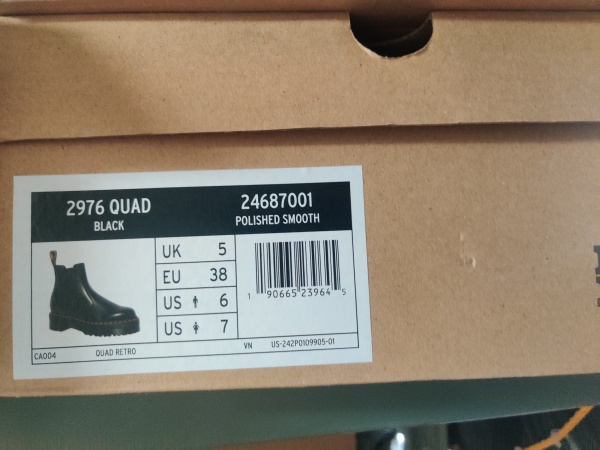 2976 QUAD
BLACK
24687001
POLISHED SMOOTH
UK 5
EU 38
US 6
US 7
1 90665 23964 5
CA004
QUAD RETRO
VN
US-242P0109905-01